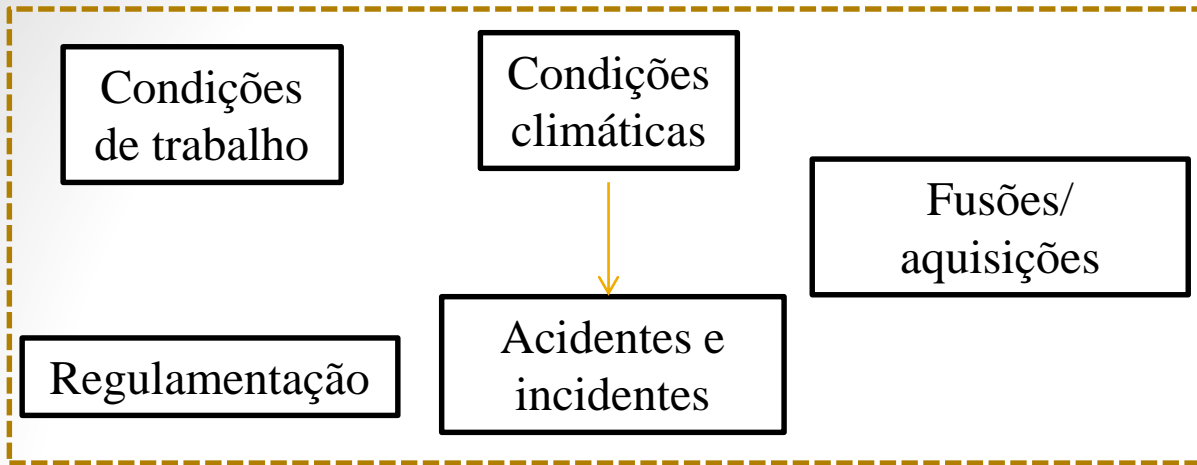 Condições
de trabalho
Condições
climáticas
Fusões/
aquisições
Regulamentação
Acidentes e
incidentes